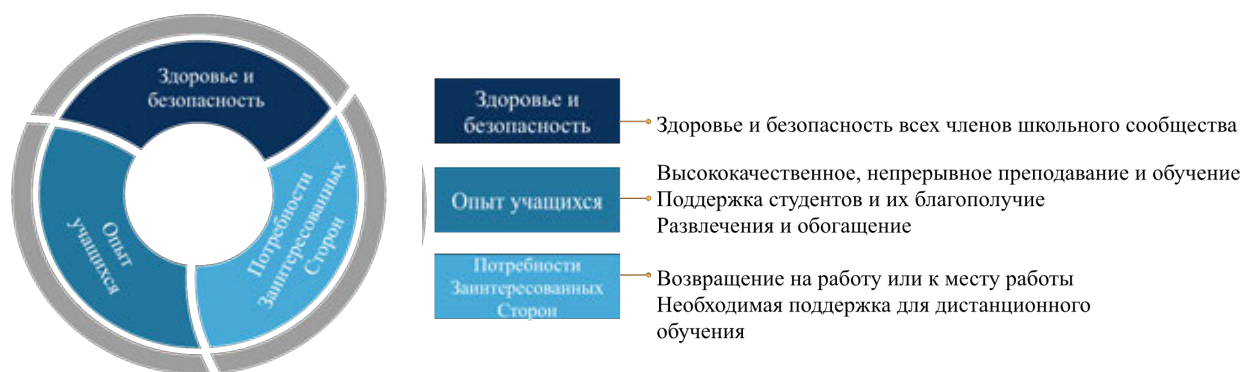 Здоровье и
безопасность
Потребности
Заинтересованных
Сторон
Опыт
учащихся
Здоровье и
безопасность
Здоровье и безопасность всех членов школьного сообщества
Опыт учащихся
Высококачественное, непрерывное преподавание и обучение
Поддержка студентов и их благополучие
Развлечения и обогащение
Потребности
Заинтересованных
Сторон
Возвращение на работу или к месту работы
Необходимая поддержка для дистанционного
обучения